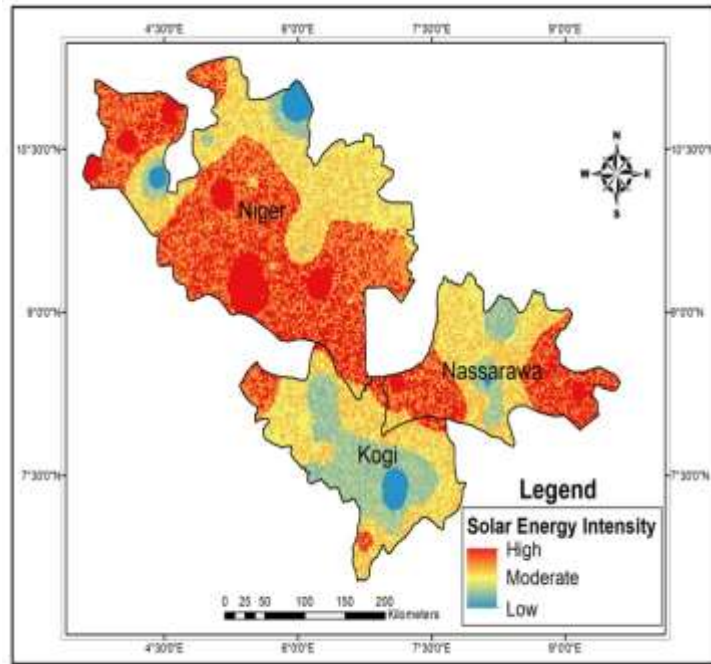 4°30'0"E 6°0'0"E 7°30'0"E 9°0'0"E
10°30'0"N 10°30'0"N
N
W E
S
Niger
9°0'0"N 9°0'0"N
Nassarawa
Kogi
7°30'0"N 7°30'0"N
Legend
Solar Energy Intensity
High
Moderate
Low
0 25 50 100 150 200
Kilometers
4°30'0"E 6°0'0"E 7°30'0"E 9°0'0"E